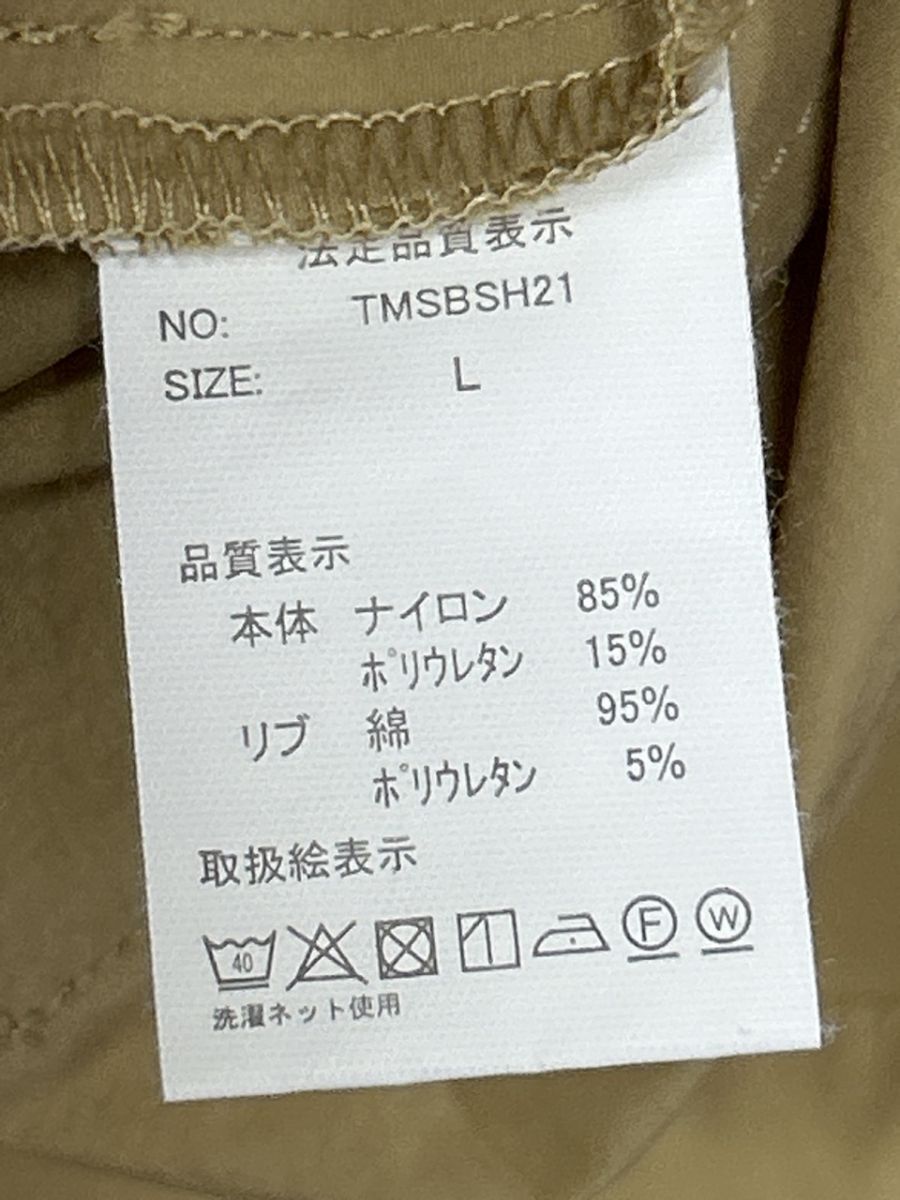 法定品質表示
NO: TMSBSH21
SIZE: L
品質表示
本体 ナイロン 85%
ポリウレタン 15%
リブ 綿 95%
ポリウレタン 5%
取扱絵表示
40 F W
洗濯ネット使用